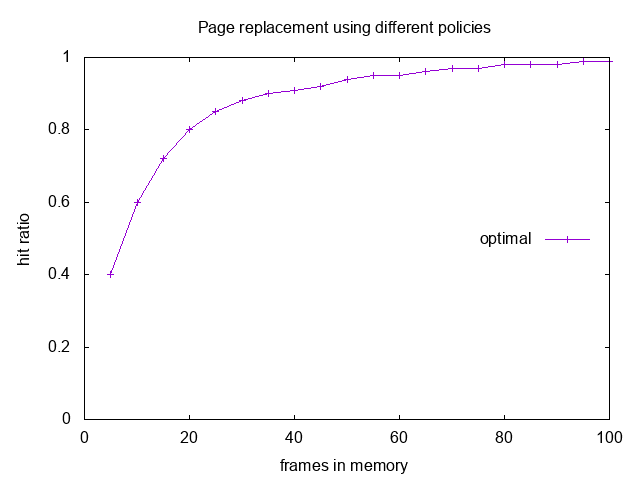 Page replacement using different policies
1
0.8
0.6
0.4
0.2
0
hit ratio
optimal
0 20 40 60 80 100
frames in memory